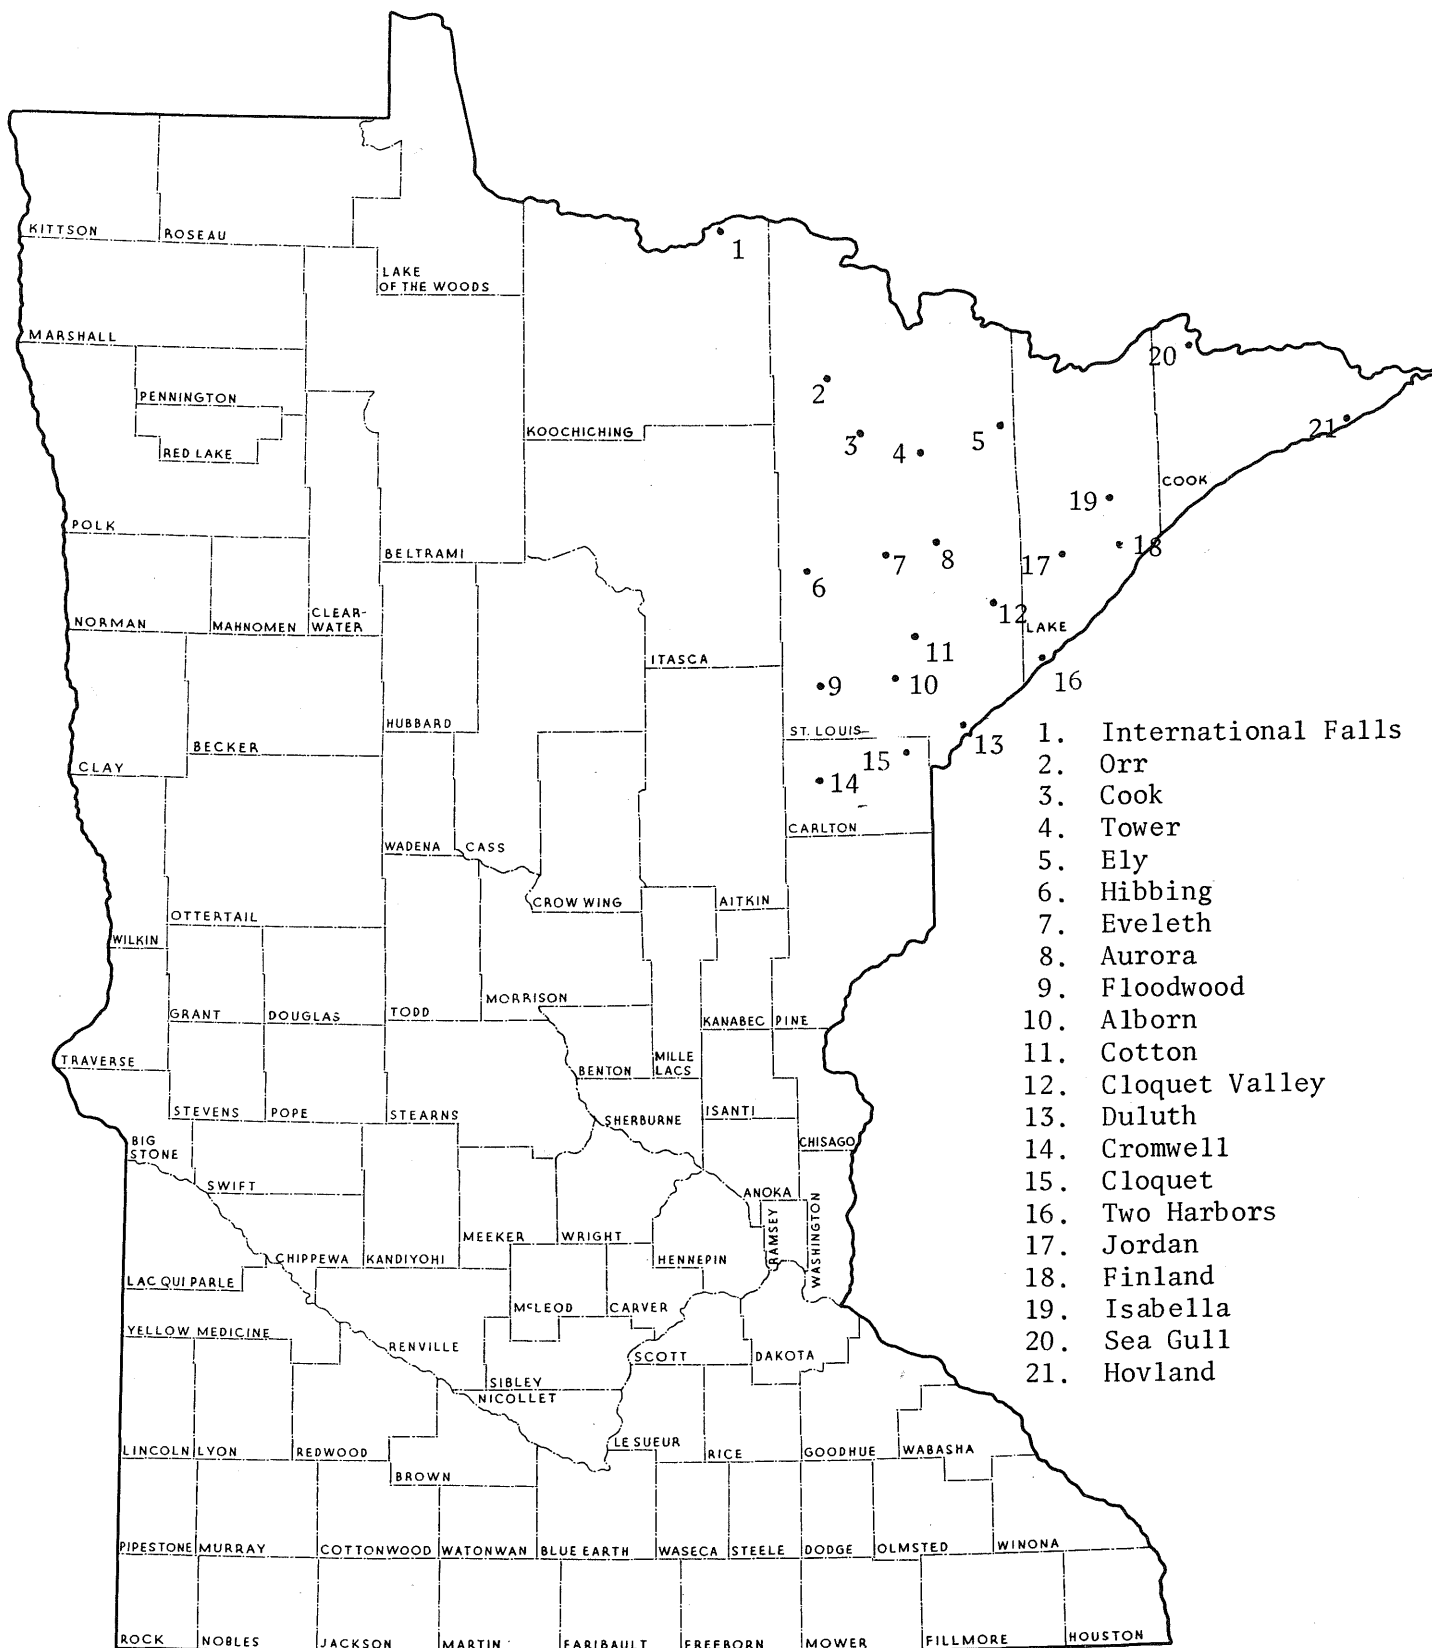 KITTSON
ROSEAU
1
LAKE
OF THE WOODS
MARSHALL
20
PENNINGTON
2
21
KOOCHICHING
3
4
5
RED LAKE
COOK
19
POLK
BELTRAMI
18
7
8
17
6
CLEAR-
WATER
12
NORMAN
MAHNOMEN
LAKE
11
ITASCA
16
9
10
HUBBARD
ST. LOUIS
13
BECKER
15
CLAY
14
CARLTON
WADENA
CASS
CROW WING
AITKIN
OTTERTAIL
WILKIN
MORRISON
GRANT
DOUGLAS
TODD
KANABEC
PINE
TRAVERSE
MILLE
LACS
BENTON
STEVENS
POPE
STEARNS
ISANTI
SHERBURNE
BIG
STONE
CHISAGO
SWIFT
ANOKA
RAMSEY
WASHINGTON
MEEKER
WRIGHT
CHIPPEWA
KANDIYOHI
HENNEPIN
LAC QUI PARLE
McLEOD
CARVER
YELLOW MEDICINE
RENVILLE
SCOTT
DAKOTA
SIBLEY
NICOLLET
LE SUEUR
LINCOLN
LYON
REDWOOD
RICE
GOODHUE
WABASHA
BROWN
PIPESTONE
MURRAY
COTTONWOOD
WATONWAN
BLUE EARTH
WASECA
STEELE
DODGE
OLMSTED
WINONA
ROCK
NOBLES
JACKSON
MARTIN
FARIBAULT
FREEBORN
MOWER
FILLMORE
HOUSTON
1. International Falls
2. Orr
3. Cook
4. Tower
5. Ely
6. Hibbing
7. Eveleth
8. Aurora
9. Floodwood
10. Alborn
11. Cotton
12. Cloquet Valley
13. Duluth
14. Cromwell
15. Cloquet
16. Two Harbors
17. Jordan
18. Finland
19. Isabella
20. Sea Gull
21. Hovland